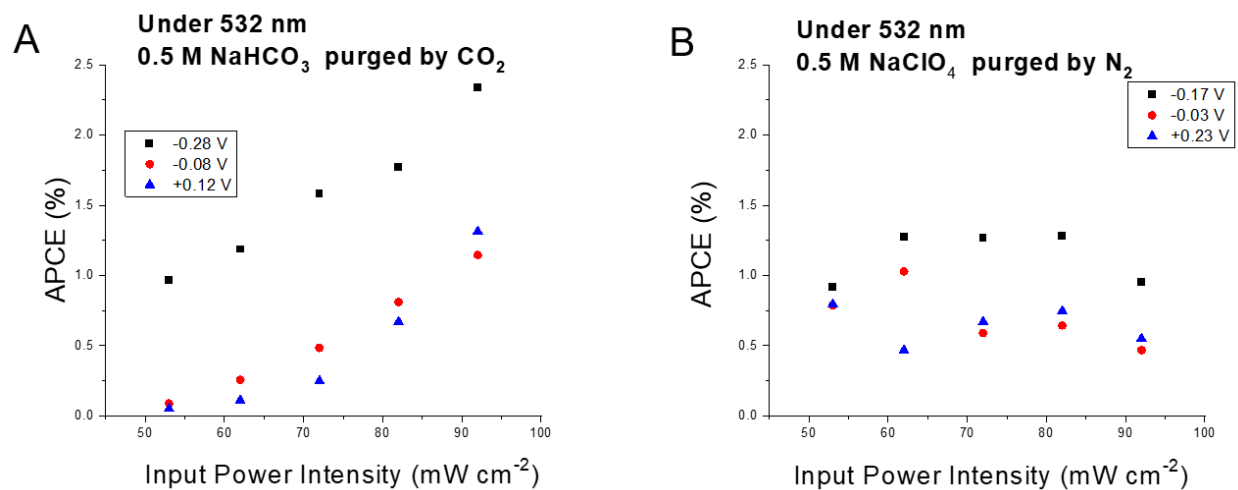 A
Under 532 nm
0.5 M NaHCO₃ purged by CO₂
2.5
2.0
1.5
1.0
0.5
0.0
APCE (%)
-0.28 V
-0.08 V
+0.12 V
50 60 70 80 90 100
Input Power Intensity (mW cm⁻²)
B
Under 532 nm
0.5 M NaClO₄ purged by N₂
2.5
2.0
1.5
1.0
0.5
0.0
APCE (%)
-0.17 V
-0.03 V
+0.23 V
50 60 70 80 90 100
Input Power Intensity (mW cm⁻²)